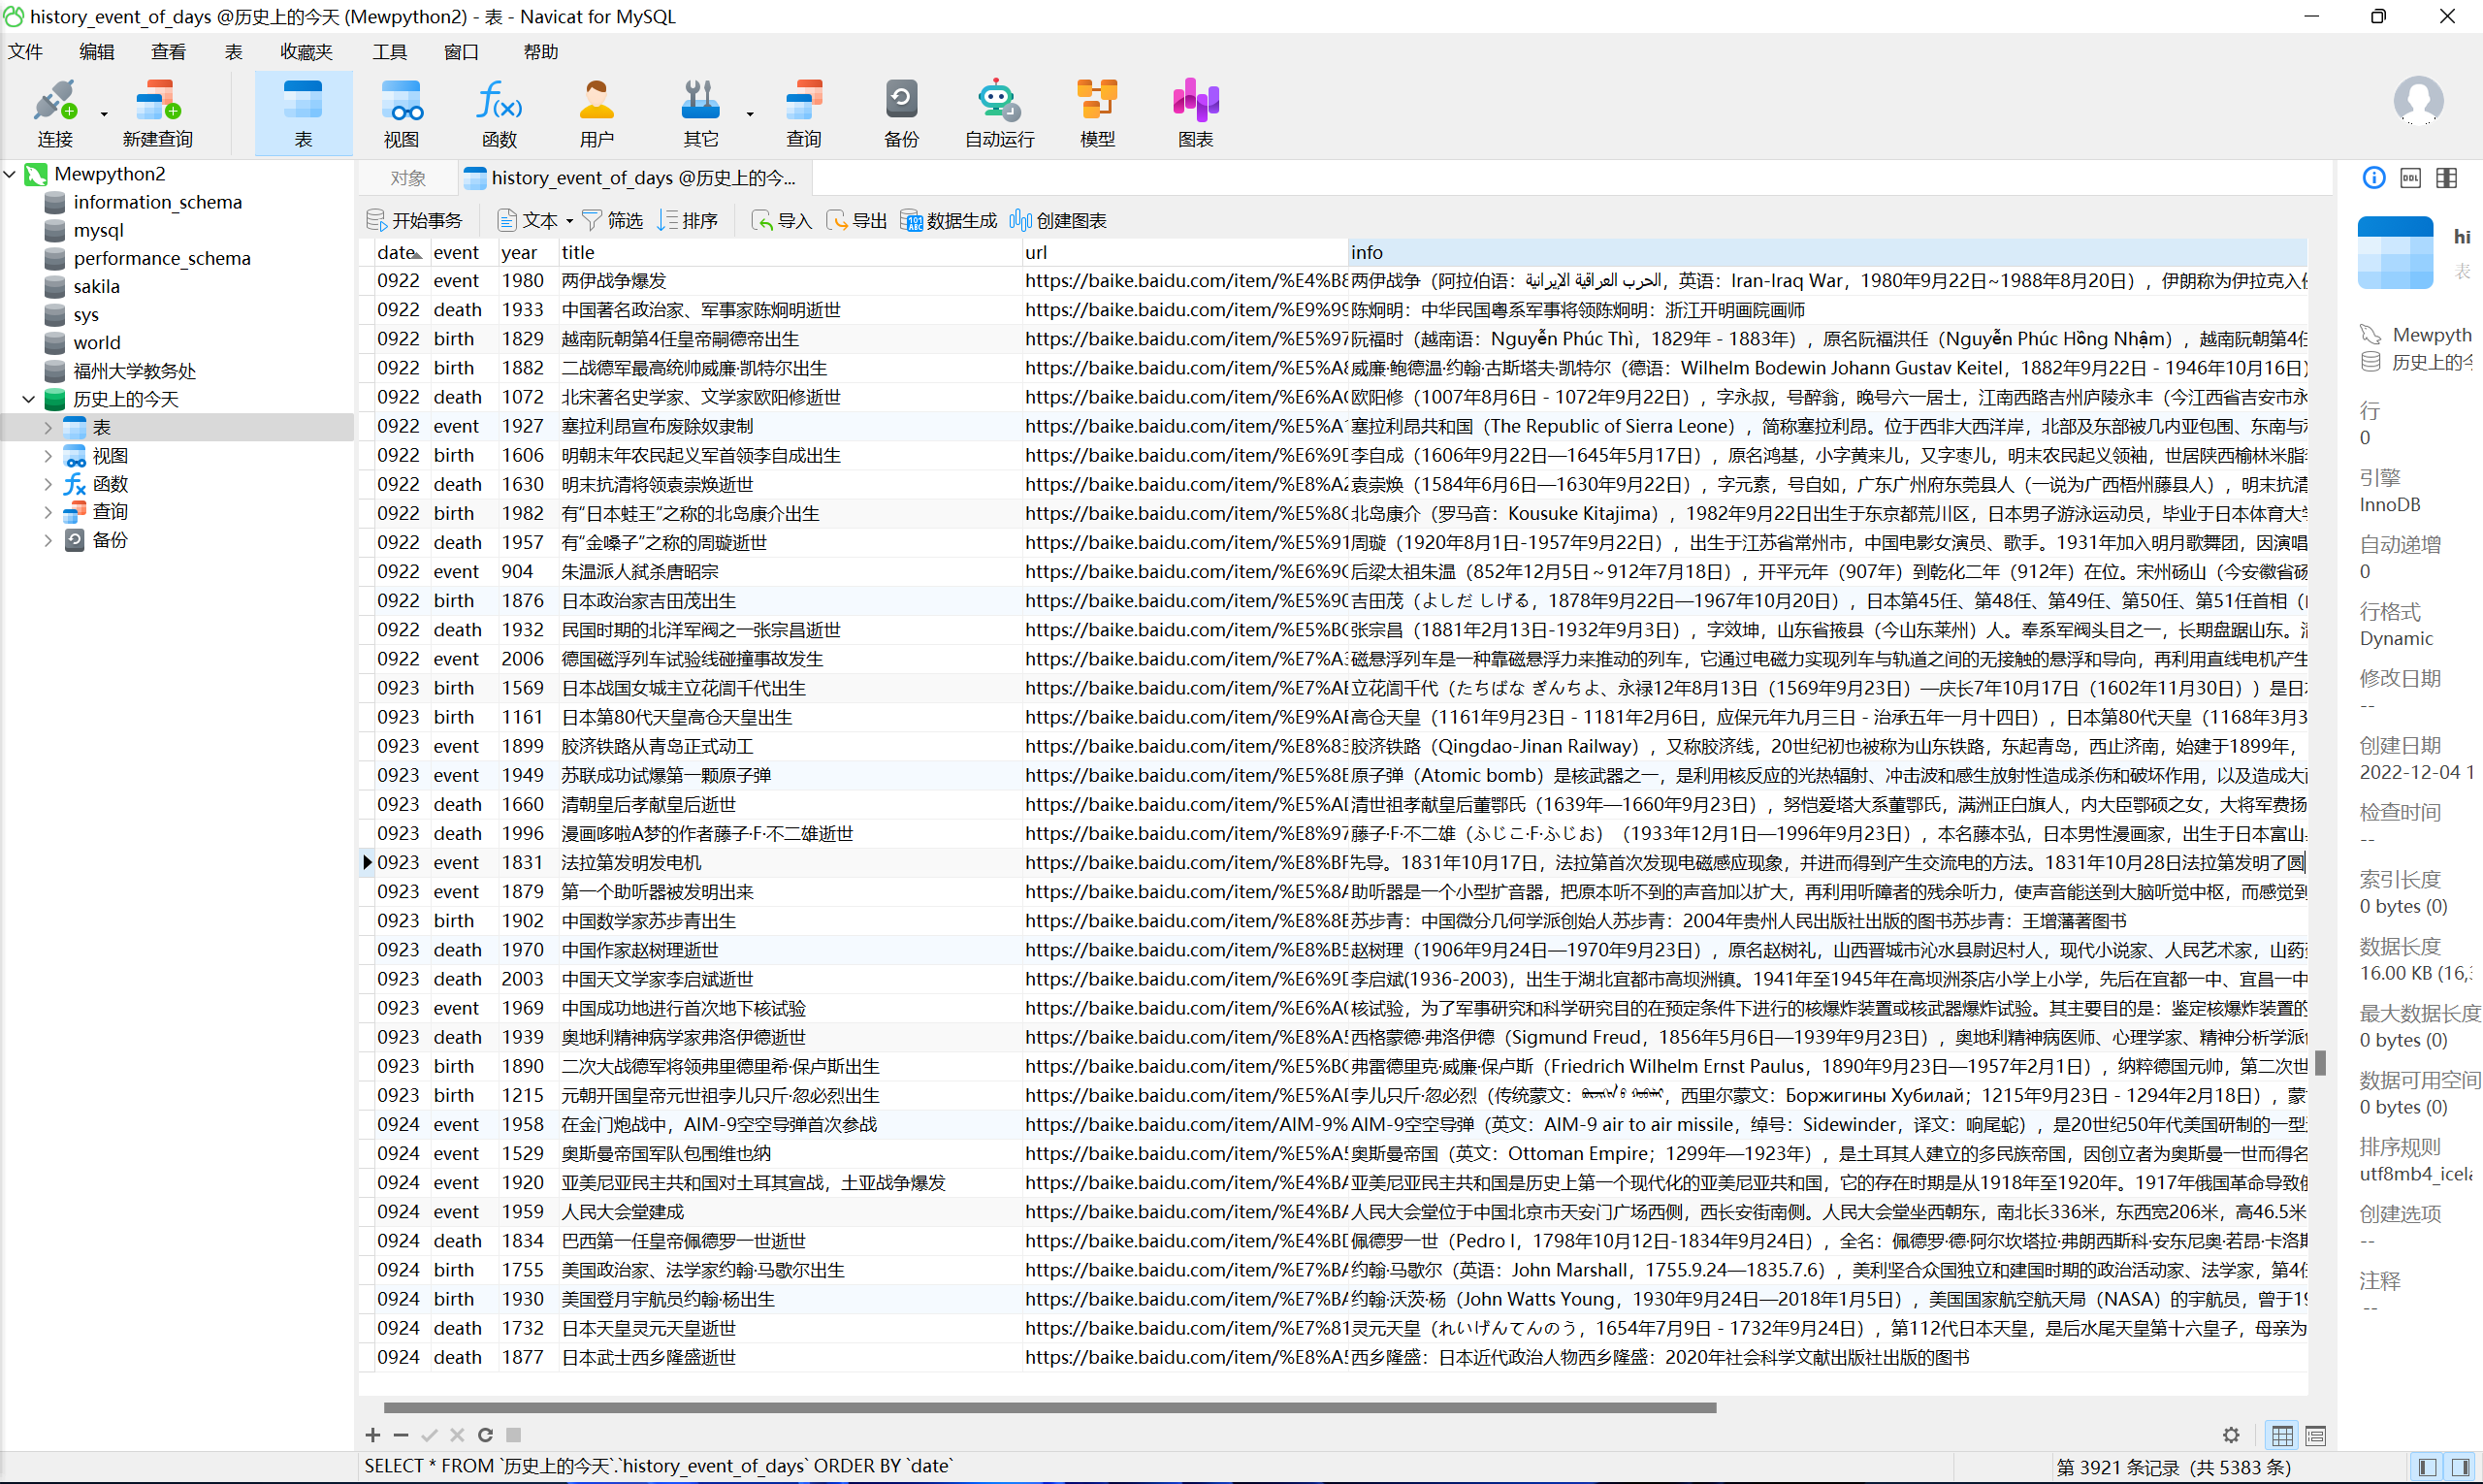 history_event_of_days @历史上的今天 (Mewpython2) - 表 - Navicat for MySQL
文件 编辑 查看 表 收藏夹 工具 窗口 帮助
连接 新建查询 表 视图 函数 用户 其它 查询 备份 自动运行 模型 图表
Mewpython2
information_schema
mysql
performance_schema
sakila
sys
world
福州大学教务处
历史上的今天
表
视图
函数
查询
备份
对象 history_event_of_days @历史上的今...
开始事务 文本 筛选 排序 导入 导出 数据生成 创建图表
date event year title url info
0922 event 1980 两伊战争爆发 https://baike.baidu.com/item/%E4%B8 两伊战争（阿拉伯语：الحرب العراقية الإيرانية，英语：Iran-Iraq War，1980年9月22日~1988年8月20日），伊朗称为伊拉克入
0922 death 1933 中国著名政治家、军事家陈炯明逝世 https://baike.baidu.com/item/%E9%99 陈炯明：中华民国粤系军事将领陈炯明：浙江开明画院画师
0922 birth 1829 越南阮朝第4任皇帝嗣德帝出生 https://baike.baidu.com/item/%E5%97 阮福时（越南语：Nguyễn Phúc Thì，1829年 - 1883年），原名阮福洪任（Nguyễn Phúc Hồng Nhậm），越南阮朝第4
0922 birth 1882 二战德军最高统帅威廉·凯特尔出生 https://baike.baidu.com/item/%E5%A8 威廉·鲍德温·约翰·古斯塔夫·凯特尔（德语：Wilhelm Bodewin Johann Gustav Keitel，1882年9月22日 - 1946年10月16日）
0922 death 1072 北宋著名史学家、文学家欧阳修逝世 https://baike.baidu.com/item/%E6%A 欧阳修（1007年8月6日 - 1072年9月22日），字永叔，号醉翁，晚号六一居士，江南西路吉州庐陵永丰（今江西省吉安市永
0922 event 1927 塞拉利昂宣布废除奴隶制 https://baike.baidu.com/item/%E5%A 塞拉利昂共和国（The Republic of Sierra Leone），简称塞拉利昂。位于西非大西洋岸，北部及东部被几内亚包围、东南与
0922 birth 1606 明朝末年农民起义军首领李自成出生 https://baike.baidu.com/item/%E6%9 李自成（1606年9月22日—1645年5月17日），原名鸿基，小字黄来儿，又字枣儿，明末农民起义领袖，世居陕西榆林米脂
0922 death 1630 明末抗清将领袁崇焕逝世 https://baike.baidu.com/item/%E8%A 袁崇焕（1584年6月6日—1630年9月22日），字元素，号自如，广东广州府东莞县人（一说为广西梧州藤县人），明末抗清
0922 birth 1982 有“日本蛙王”之称的北岛康介出生 https://baike.baidu.com/item/%E5%8 北岛康介（罗马音：Kousuke Kitajima），1982年9月22日出生于东京都荒川区，日本男子游泳运动员，毕业于日本体育大
0922 death 1957 有“金嗓子”之称的周璇逝世 https://baike.baidu.com/item/%E5%91 周璇（1920年8月1日-1957年9月22日），出生于江苏省常州市，中国电影女演员、歌手。1931年加入明月歌舞团，因演唱
0922 event 904 朱温派人弑杀唐昭宗 https://baike.baidu.com/item/%E6%9 后梁太祖朱温（852年12月5日～912年7月18日），开平元年（907年）到乾化二年（912年）在位。宋州砀山（今安徽省砀
0922 birth 1876 日本政治家吉田茂出生 https://baike.baidu.com/item/%E5%9 吉田茂（よしだ しげる，1878年9月22日—1967年10月20日），日本第45任、第48任、第49任、第50任、第51任首相（
0922 death 1932 民国时期的北洋军阀之一张宗昌逝世 https://baike.baidu.com/item/%E5%B 张宗昌（1881年2月13日-1932年9月3日），字效坤，山东省掖县（今山东莱州）人。奉系军阀头目之一，长期盘踞山东。
0922 event 2006 德国磁浮列车试验线碰撞事故发生 https://baike.baidu.com/item/%E7%A 磁悬浮列车是一种靠磁悬浮力来推动的列车，它通过电磁力实现列车与轨道之间的无接触的悬浮和导向，再利用直线电机产生
0923 birth 1569 日本战国女城主立花誾千代出生 https://baike.baidu.com/item/%E7%A 立花誾千代（たちばな ぎんちよ、永禄12年8月13日（1569年9月23日）—庆长7年10月17日（1602年11月30日））是日
0923 birth 1161 日本第80代天皇高仓天皇出生 https://baike.baidu.com/item/%E9%A 高仓天皇（1161年9月23日 - 1181年2月6日，应保元年九月三日 - 治承五年一月十四日），日本第80代天皇（1168年3月3
0923 event 1899 胶济铁路从青岛正式动工 https://baike.baidu.com/item/%E8%83 胶济铁路（Qingdao-Jinan Railway），又称胶济线，20世纪初也被称为山东铁路，东起青岛，西止济南，始建于1899年，
0923 event 1949 苏联成功试爆第一颗原子弹 https://baike.baidu.com/item/%E5%8 原子弹（Atomic bomb）是核武器之一，是利用核反应的光热辐射、冲击波和感生放射性造成杀伤和破坏作用，以及造成大
0923 death 1660 清朝皇后孝献皇后逝世 https://baike.baidu.com/item/%E5%A 清世祖孝献皇后董鄂氏（1639年—1660年9月23日），努恺爱塔大系董鄂氏，满洲正白旗人，内大臣鄂硕之女，大将军费扬
0923 death 1996 漫画哆啦A梦的作者藤子·F·不二雄逝世 https://baike.baidu.com/item/%E8%97 藤子·F·不二雄（ふじこ·F·ふじお）（1933年12月1日—1996年9月23日），本名藤本弘，日本男性漫画家，出生于日本富山
0923 event 1831 法拉第发明发电机 https://baike.baidu.com/item/%E8%B 先导。1831年10月17日，法拉第首次发现电磁感应现象，并进而得到产生交流电的方法。1831年10月28日法拉第发明了圆
0923 event 1879 第一个助听器被发明出来 https://baike.baidu.com/item/%E5%8 助听器是一个小型扩音器，把原本听不到的声音加以扩大，再利用听障者的残余听力，使声音能送到大脑听觉中枢，而感觉到
0923 birth 1902 中国数学家苏步青出生 https://baike.baidu.com/item/%E8%8 苏步青：中国微分几何学派创始人苏步青：2004年贵州人民出版社出版的图书苏步青：王增藩著图书
0923 death 1970 中国作家赵树理逝世 https://baike.baidu.com/item/%E8%B5 赵树理（1906年9月24日—1970年9月23日），原名赵树礼，山西晋城市沁水县尉迟村人，现代小说家、人民艺术家，山药
0923 death 2003 中国天文学家李启斌逝世 https://baike.baidu.com/item/%E6%9 李启斌(1936-2003)，出生于湖北宜都市高坝洲镇。1941年至1945年在高坝洲茶店小学上小学，先后在宜都一中、宜昌一中
0923 event 1969 中国成功地进行首次地下核试验 https://baike.baidu.com/item/%E6%A 核试验，为了军事研究和科学研究目的在预定条件下进行的核爆炸装置或核武器爆炸试验。其主要目的是：鉴定核爆炸装置的
0923 death 1939 奥地利精神病学家弗洛伊德逝世 https://baike.baidu.com/item/%E8%A5 西格蒙德·弗洛伊德（Sigmund Freud，1856年5月6日—1939年9月23日），奥地利精神病医师、心理学家、精神分析学派
0923 birth 1890 二次大战德军将领弗里德里希·保卢斯出生 https://baike.baidu.com/item/%E5%B 弗雷德里克·威廉·保卢斯（Friedrich Wilhelm Ernst Paulus，1890年9月23日—1957年2月1日），纳粹德国元帅，第二次世
0923 birth 1215 元朝开国皇帝元世祖孛儿只斤·忽必烈出生 https://baike.baidu.com/item/%E5%A 孛儿只斤·忽必烈（传统蒙文：，西里尔蒙文：Боржигины Хубилай；1215年9月23日 - 1294年2月18日），蒙
0924 event 1958 在金门炮战中，AIM-9空空导弹首次参战 https://baike.baidu.com/item/AIM-9% AIM-9空空导弹（英文：AIM-9 air to air missile，绰号：Sidewinder，译文：响尾蛇），是20世纪50年代美国研制的一型
0924 event 1529 奥斯曼帝国军队包围维也纳 https://baike.baidu.com/item/%E5%A5 奥斯曼帝国（英文：Ottoman Empire；1299年—1923年），是土耳其人建立的多民族帝国，因创立者为奥斯曼一世而得名
0924 event 1920 亚美尼亚民主共和国对土耳其宣战，土亚战争爆发 https://baike.baidu.com/item/%E4%B 亚美尼亚民主共和国是历史上第一个现代化的亚美尼亚共和国，它的存在时期是从1918年至1920年。1917年俄国革命导致
0924 event 1959 人民大会堂建成 https://baike.baidu.com/item/%E4%B 人民大会堂位于中国北京市天安门广场西侧，西长安街南侧。人民大会堂坐西朝东，南北长336米，东西宽206米，高46.5米
0924 death 1834 巴西第一任皇帝佩德罗一世逝世 https://baike.baidu.com/item/%E4%B 佩德罗一世（Pedro I，1798年10月12日-1834年9月24日），全名：佩德罗·德·阿尔坎塔拉·弗朗西斯科·安东尼奥·若昂·卡洛斯
0924 birth 1755 美国政治家、法学家约翰·马歇尔出生 https://baike.baidu.com/item/%E7%B 约翰·马歇尔（英语：John Marshall，1755.9.24—1835.7.6），美利坚合众国独立和建国时期的政治活动家、法学家，第4
0924 birth 1930 美国登月宇航员约翰·杨出生 https://baike.baidu.com/item/%E7%B 约翰·沃茨·杨（John Watts Young，1930年9月24日—2018年1月5日），美国国家航空航天局（NASA）的宇航员，曾于19
0924 death 1732 日本天皇灵元天皇逝世 https://baike.baidu.com/item/%E7%81 灵元天皇（れいげんてんのう，1654年7月9日 - 1732年9月24日），第112代日本天皇，是后水尾天皇第十六皇子，母亲为
0924 death 1877 日本武士西乡隆盛逝世 https://baike.baidu.com/item/%E8%A5 西乡隆盛：日本近代政治人物西乡隆盛：2020年社会科学文献出版社出版的图书
hi
表
Mewpyth
历史上的
行
0
引擎
InnoDB
自动递增
0
行格式
Dynamic
修改日期
--
创建日期
2022-12-04 1
检查时间
--
索引长度
0 bytes (0)
数据长度
16.00 KB (16,
最大数据长度
0 bytes (0)
数据可用空间
0 bytes (0)
排序规则
utf8mb4_icela
创建选项
--
注释
--
SELECT * FROM `历史上的今天`.`history_event_of_days` ORDER BY `date` 第 3921 条记录（共 5383 条）